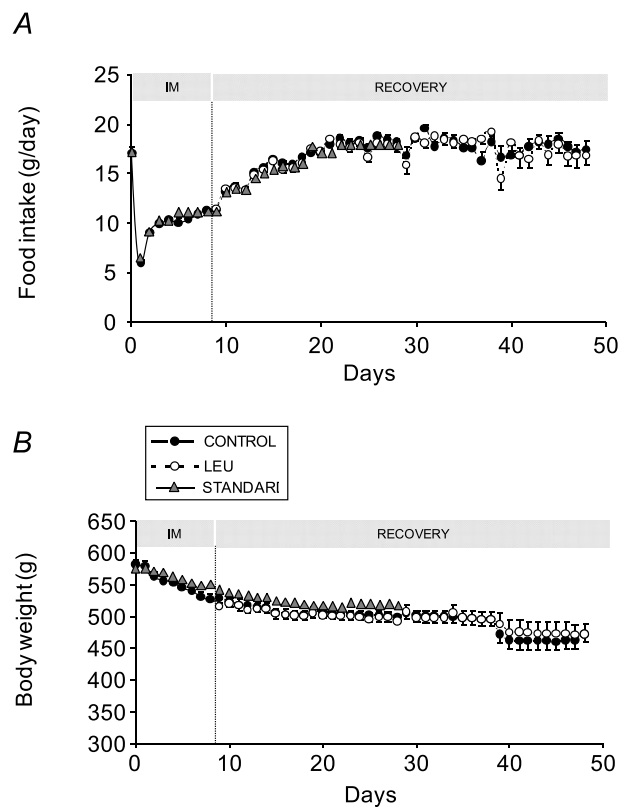 A
Food intake (g/day)
IM RECOVERY
25
20
15
10
5
0
0 10 20 30 40 50
Days
B
CONTROL
LEU
STANDARI
Body weight (g)
IM RECOVERY
650
600
550
500
450
400
350
300
0 10 20 30 40 50
Days